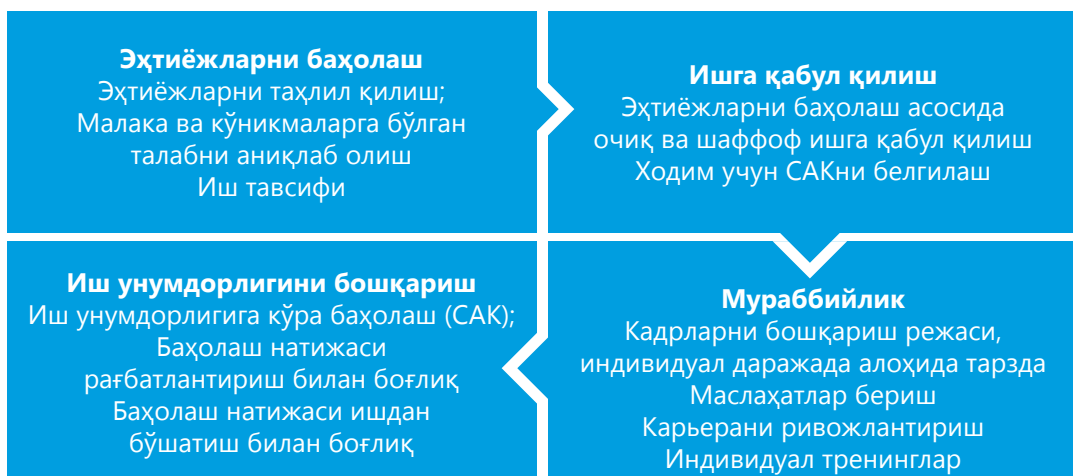 Эҳтиёжларни баҳолаш
Эҳтиёжларни таҳлил қилиш;
Малака ва кўникмаларга бўлган
талабни аниқлаб олиш
Иш тавсифи
Ишга қабул қилиш
Эҳтиёжларни баҳолаш асосида
очиқ ва шаффоф ишга қабул қилиш
Ходим учун САКни белгилаш
Иш унумдорлигини бошқариш
Иш унумдорлигига кўра баҳолаш (САК);
Баҳолаш натижаси
рағбатлантириш билан боғлиқ
Баҳолаш натижаси ишдан
бўшатиш билан боғлиқ
Мураббийлик
Кадрларни бошқариш режаси,
индивидуал даражада алоҳида тарзда
Маслаҳатлар бериш
Карьерани ривожлантириш
Индивидуал тренинглар